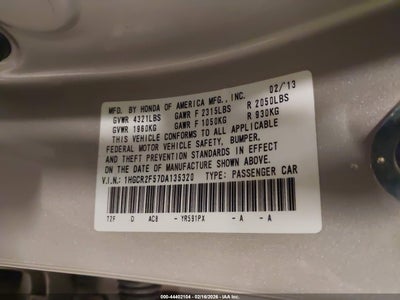 MFD. BY HONDA OF AMERICA MFG., INC. 02/13
GVWR 4321LBS GAWR F 2315LBS R 2050LBS
GVWR 1960KG GAWR F 1050KG R 930KG
THIS VEHICLE CONFORMS TO ALL APPLICABLE
FEDERAL MOTOR VEHICLE SAFETY, BUMPER,
AND THEFT PREVENTION STANDARDS IN EFFECT
ON THE DATE OF MANUFACTURE SHOWN ABOVE.
V.I.N.: 1HGCR2F57DA135320 TYPE: PASSENGER CAR
T2F D AC8 - YR591PX - A - A
000-44402104 - 02/16/2026 - IAA Inc.